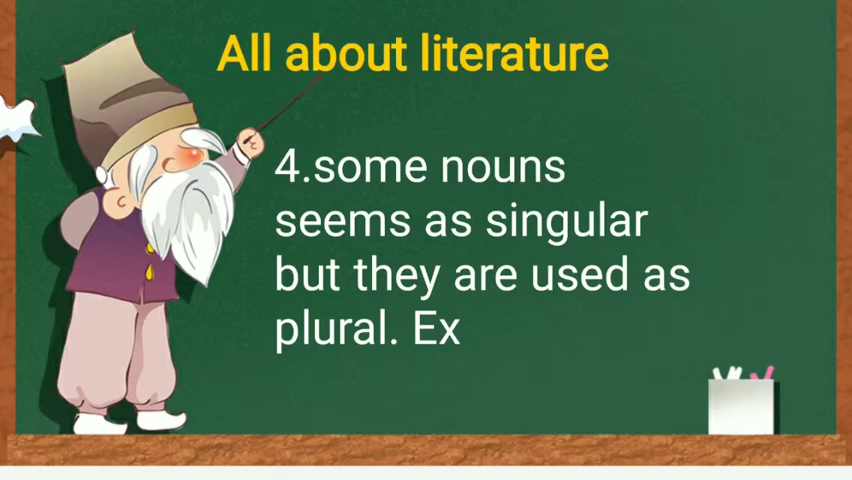 All about literature
4.some nouns
seems as singular
but they are used as
plural. Ex